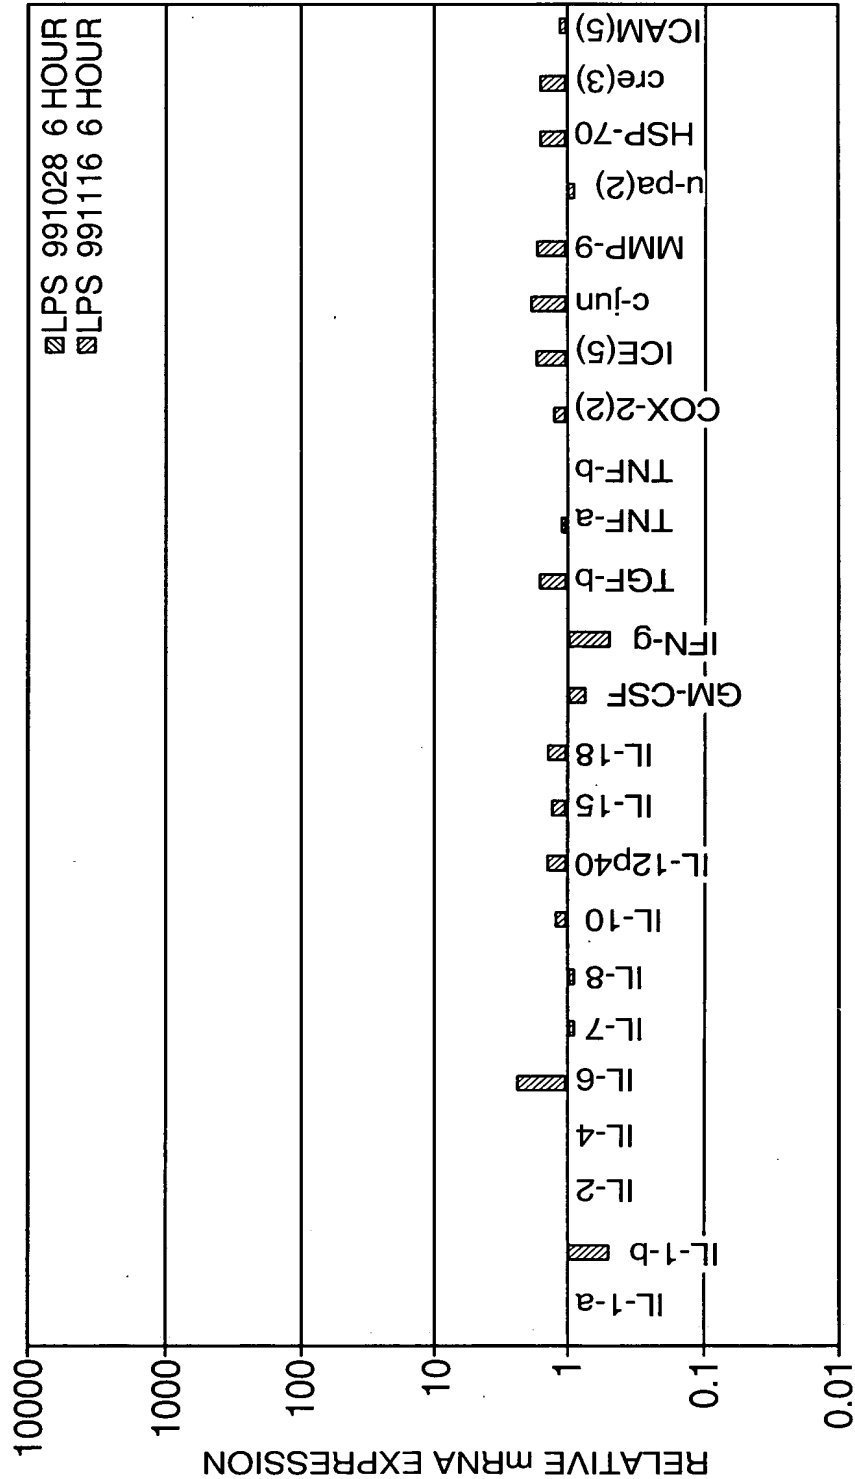 LPS 991028 6 HOUR
LPS 991116 6 HOUR
RELATIVE mRNA EXPRESSION
10000
1000
100
10
1
0.1
0.01
IL-1-a
IL-1-b
IL-2
IL-4
IL-6
IL-7
IL-8
IL-10
IL-12p40
IL-15
IL-18
GM-CSF
IFN-g
TGF-b
TNF-a
TNF-b
COX-2(2)
ICE(5)
c-jun
MMP-9
u-pa(2)
HSP-70
cre(3)
ICAM(5)